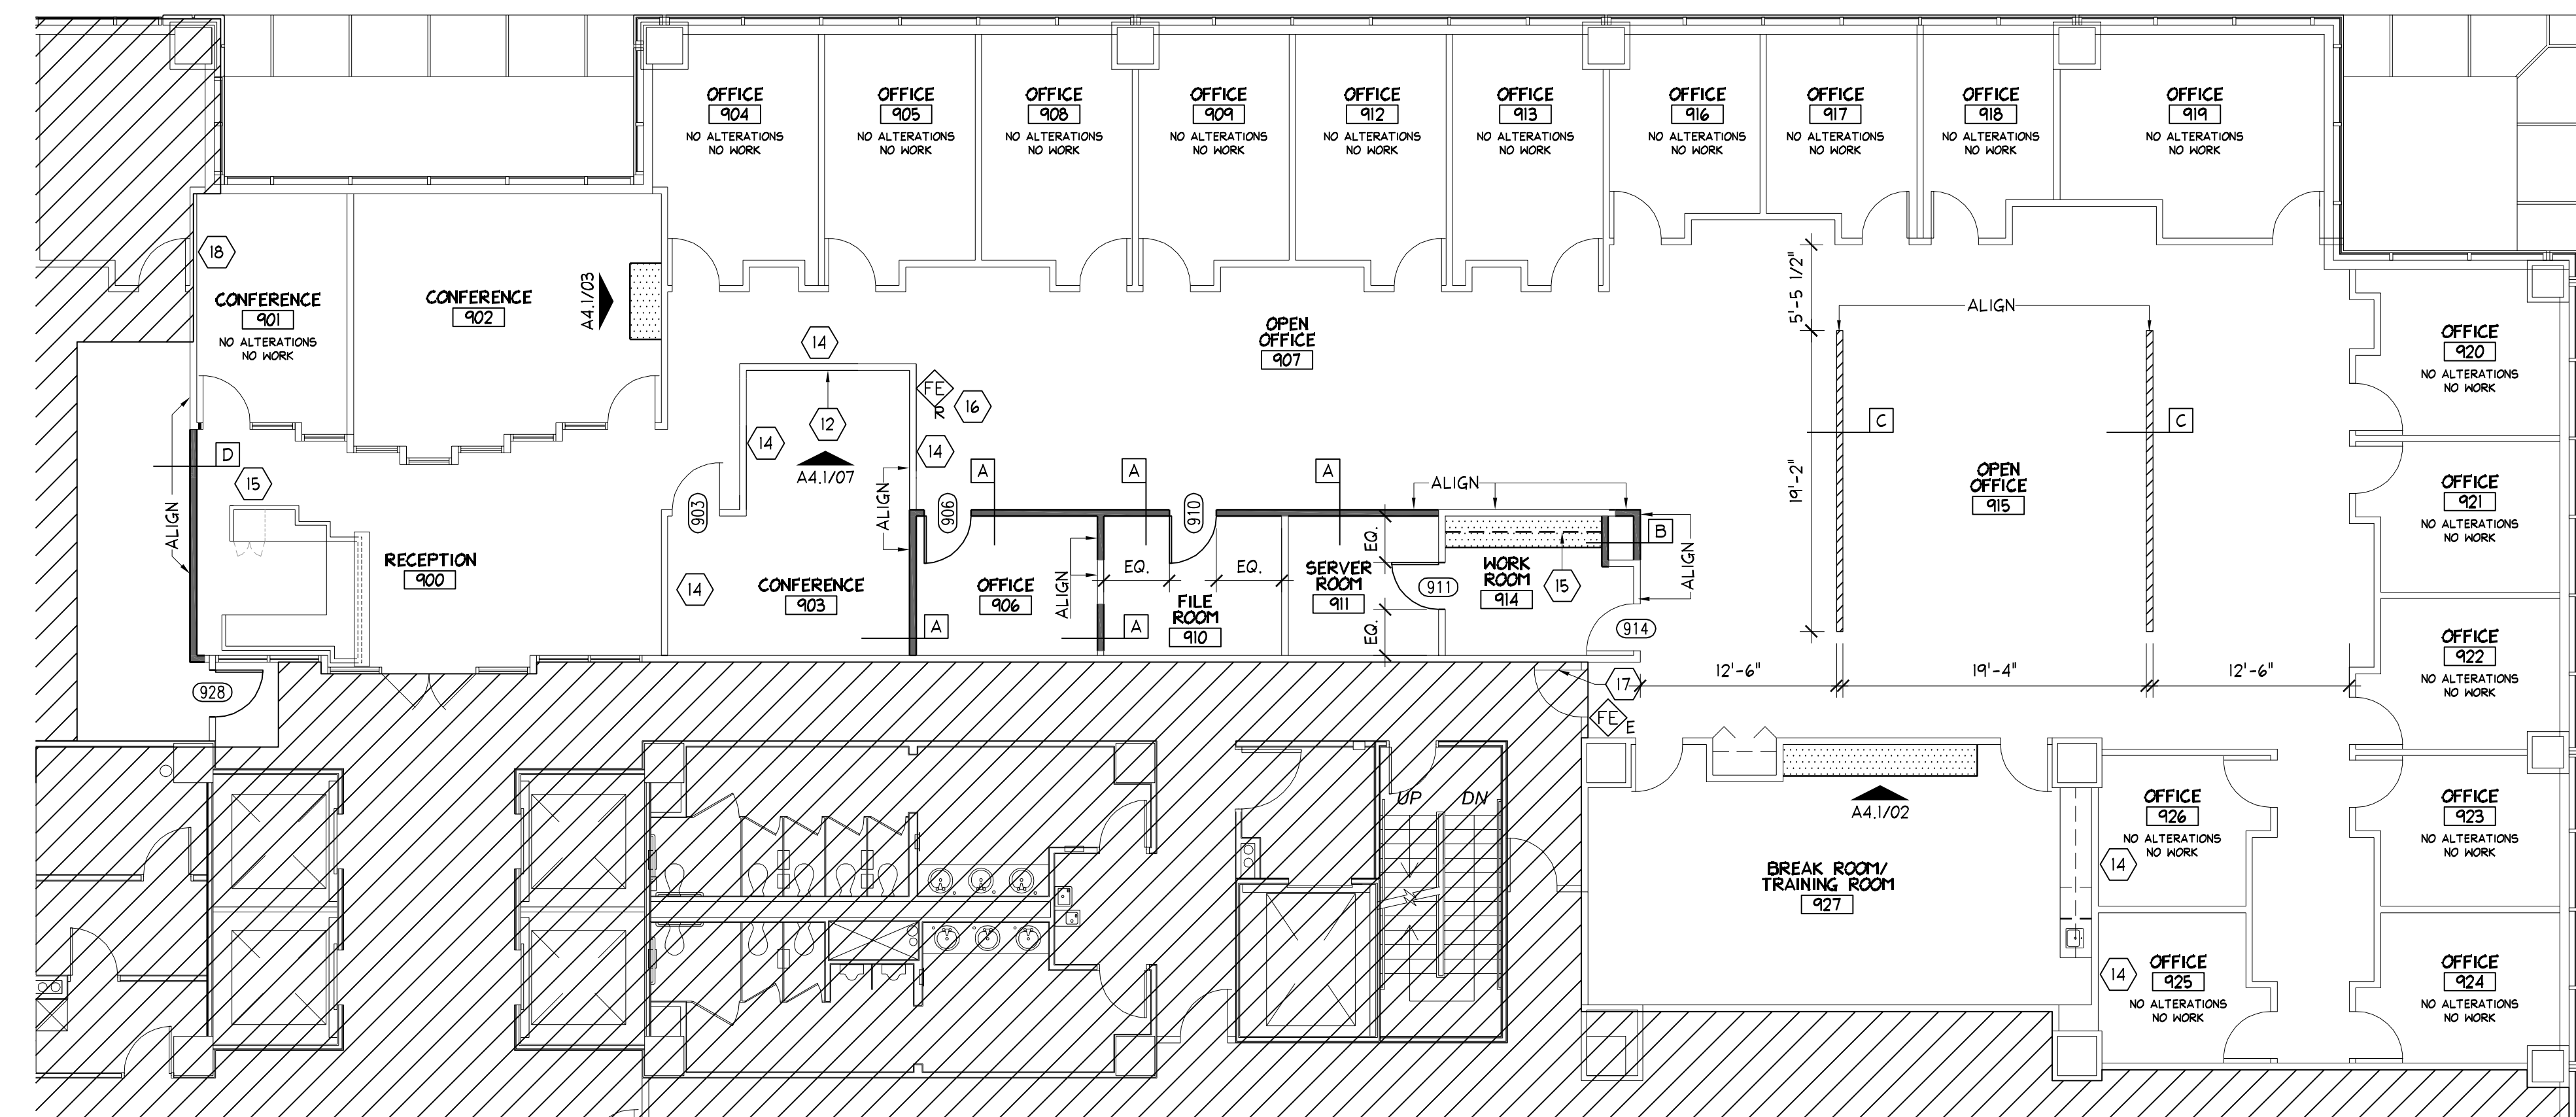 OFFICE
904
NO ALTERATIONS
NO WORK
OFFICE
905
NO ALTERATIONS
NO WORK
OFFICE
908
NO ALTERATIONS
NO WORK
OFFICE
909
NO ALTERATIONS
NO WORK
OFFICE
912
NO ALTERATIONS
NO WORK
OFFICE
913
NO ALTERATIONS
NO WORK
OFFICE
916
NO ALTERATIONS
NO WORK
OFFICE
917
NO ALTERATIONS
NO WORK
OFFICE
918
NO ALTERATIONS
NO WORK
OFFICE
919
NO ALTERATIONS
NO WORK
18
CONFERENCE
901
NO ALTERATIONS
NO WORK
CONFERENCE
902
A4.1/03
14
OPEN
OFFICE
907
5'-5 1/2"
ALIGN
OFFICE
920
NO ALTERATIONS
NO WORK
FE
R
16
12
14
14
A4.1/07
C
C
D
15
ALIGN
903
ALIGN
906
A
A
A
910
ALIGN
19'-2"
OPEN
OFFICE
915
OFFICE
921
NO ALTERATIONS
NO WORK
RECEPTION
900
14
CONFERENCE
903
OFFICE
906
ALIGN
EQ.
EQ.
FILE
ROOM
910
SERVER
ROOM
911
EQ.
EQ.
911
WORK
ROOM
914
15
B
ALIGN
A
A
914
OFFICE
922
NO ALTERATIONS
NO WORK
928
17
12'-6"
19'-4"
12'-6"
FE
E
UP
DN
A4.1/02
BREAK ROOM/
TRAINING ROOM
927
OFFICE
926
NO ALTERATIONS
NO WORK
14
OFFICE
923
NO ALTERATIONS
NO WORK
14
OFFICE
925
NO ALTERATIONS
NO WORK
OFFICE
924
NO ALTERATIONS
NO WORK